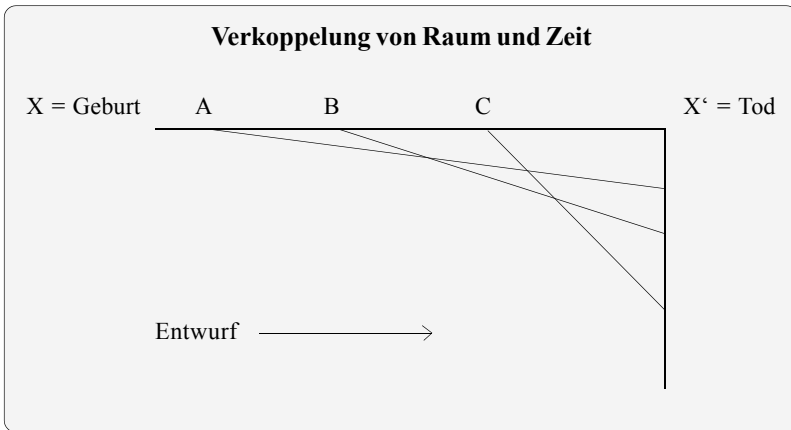 Verkoppelung von Raum und Zeit
X = Geburt A B C X‘ = Tod
Entwurf